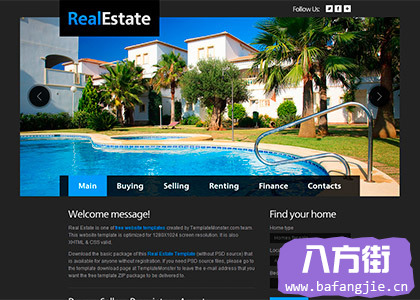 RealEstate
Follow Us:
Main
Buying
Selling
Renting
Finance
Contacts
Welcome message!
Real Estate is one of free website templates created by TemplateMonster.com team.
This website template is optimized for 1280X1024 screen resolution. It is also
XHTML & CSS valid.
Download the basic package of this Real Estate Template (without PSD source) that
is available for anyone without registration. If you need PSD source files, please go to
the template download page at TemplateMonster to leave the e-mail address that you
want the free template ZIP package to be delivered to.
Find your home
Home type
八方街
www.bafangjie.cn